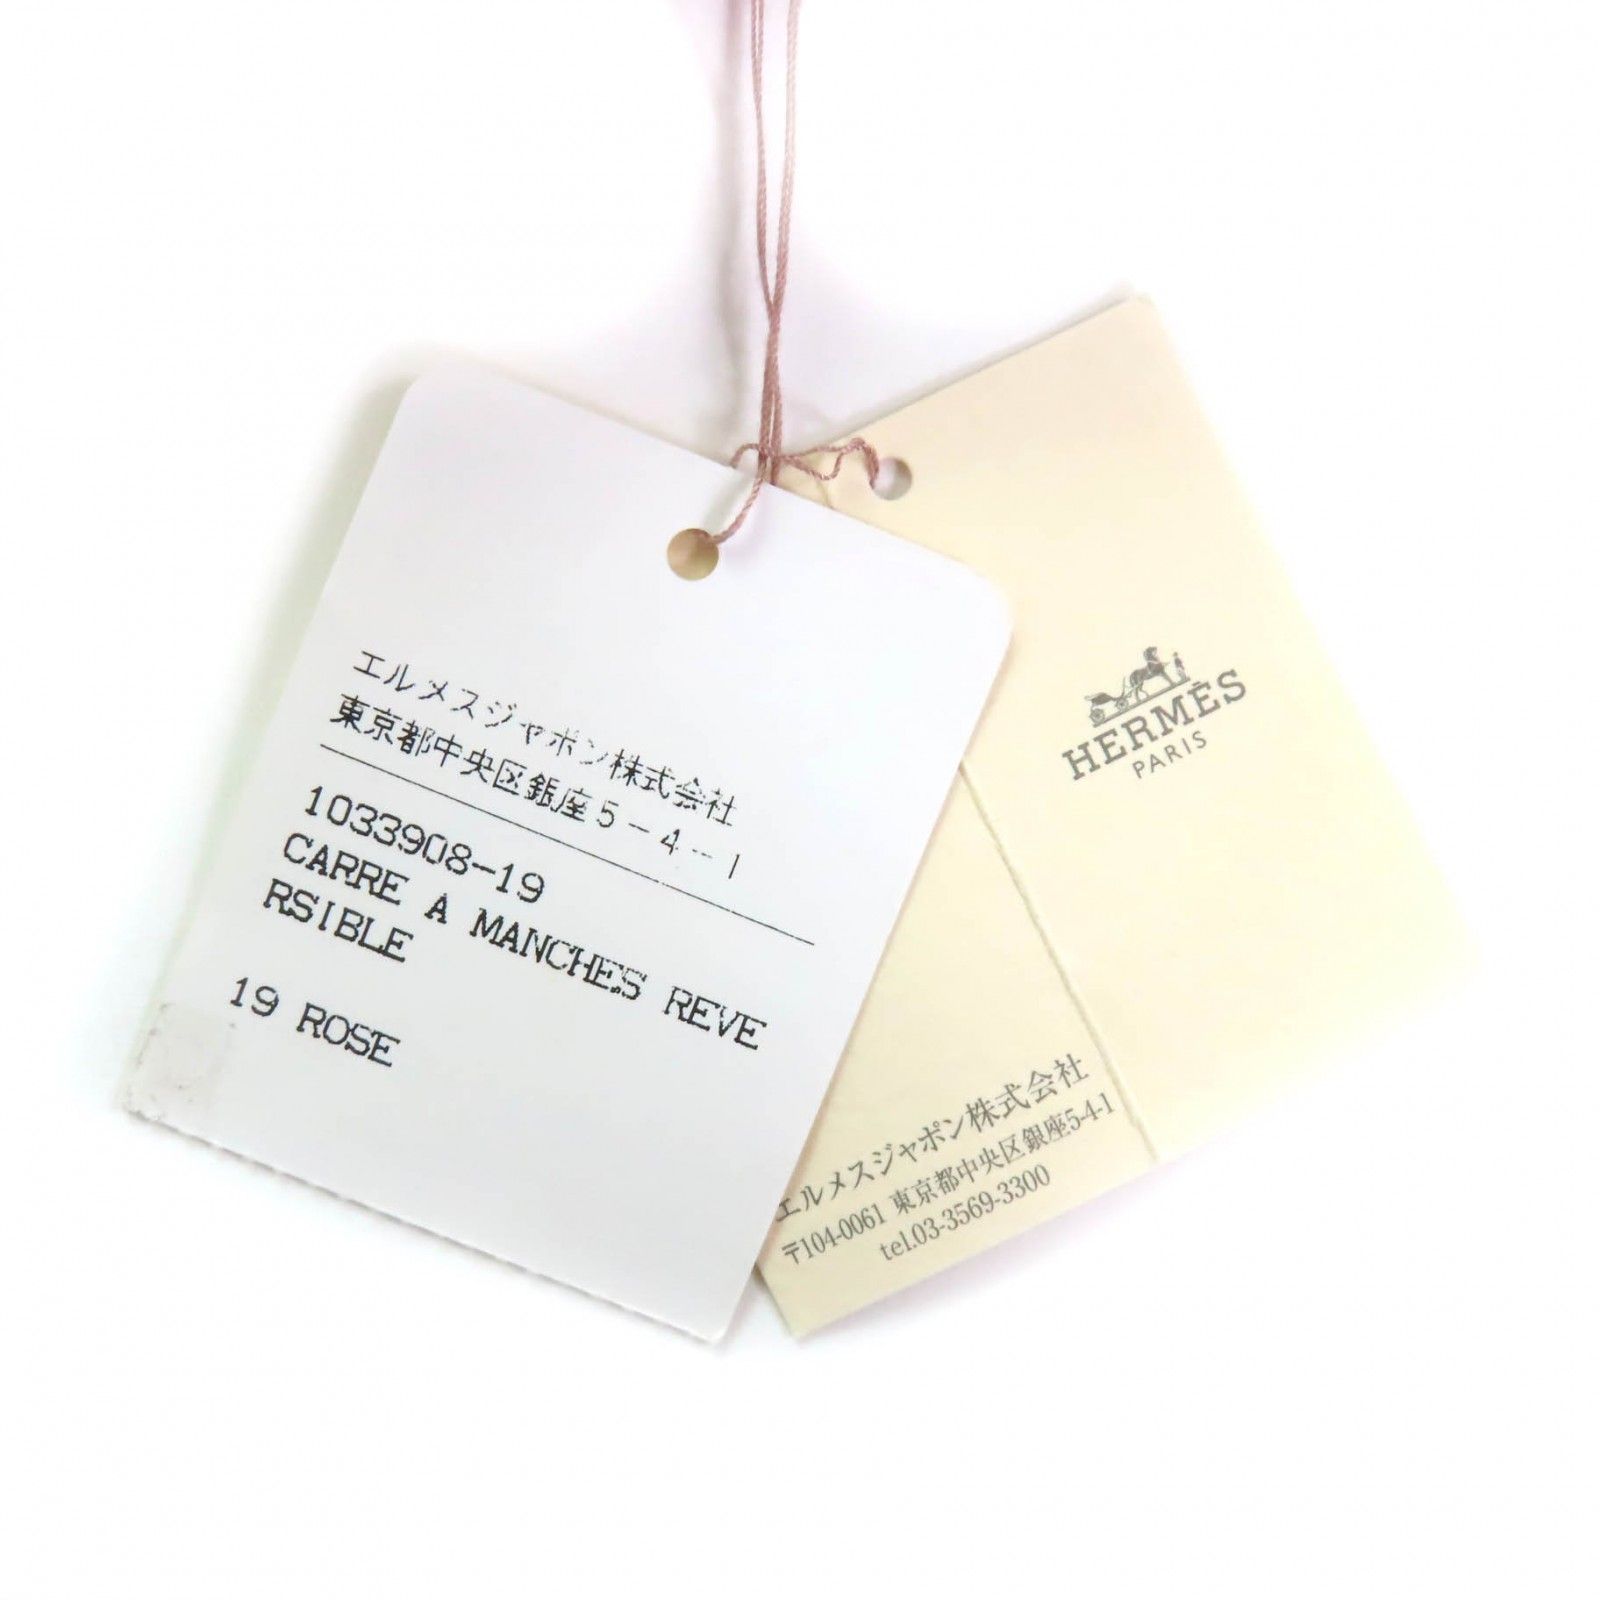 エルメスジャポン株式会社
東京都中央区銀座5-4-1
1033908-19
CARRE A MANCHES REVE
RSIBLE
19 ROSE
HERMÈS
PARIS
エルメスジャポン株式会社
〒104-0061 東京都中央区銀座5-4-1
tel.03-3569-3300